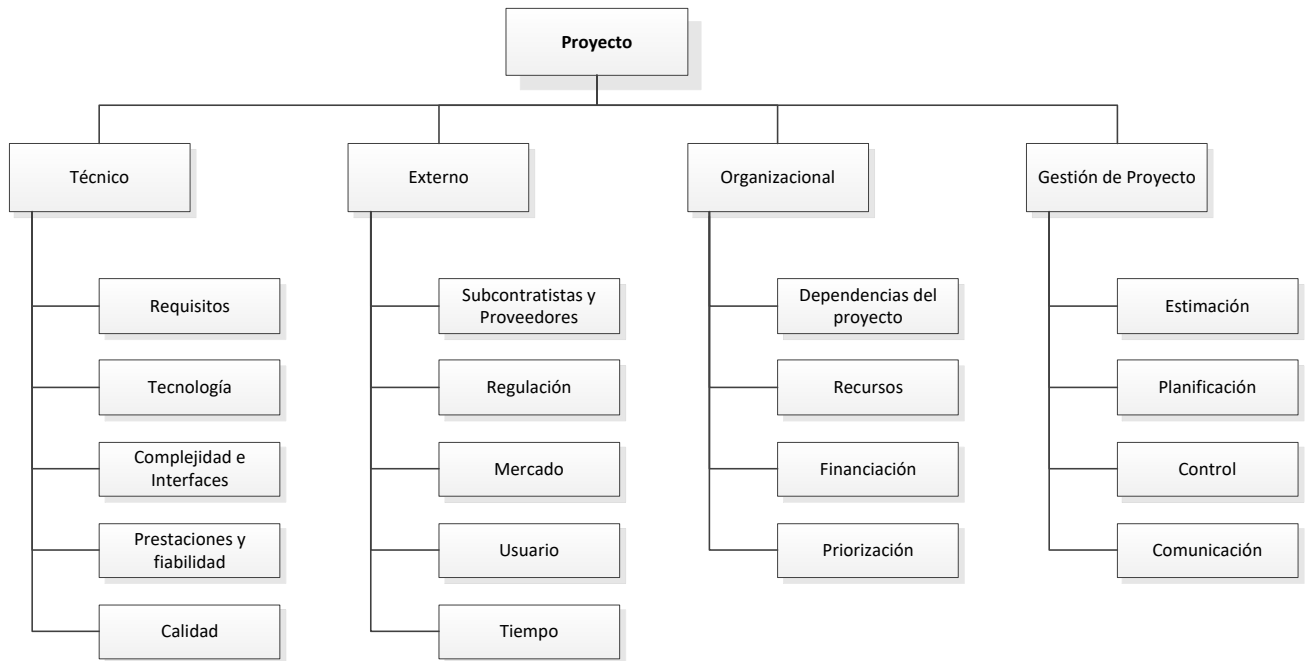 Proyecto
Técnico
Externo
Organizacional
Gestión de Proyecto
Requisitos
Tecnología
Complejidad e
Interfaces
Prestaciones y
fiabilidad
Calidad
Subcontratistas y
Proveedores
Regulación
Mercado
Usuario
Tiempo
Dependencias del
proyecto
Recursos
Financiación
Priorización
Estimación
Planificación
Control
Comunicación